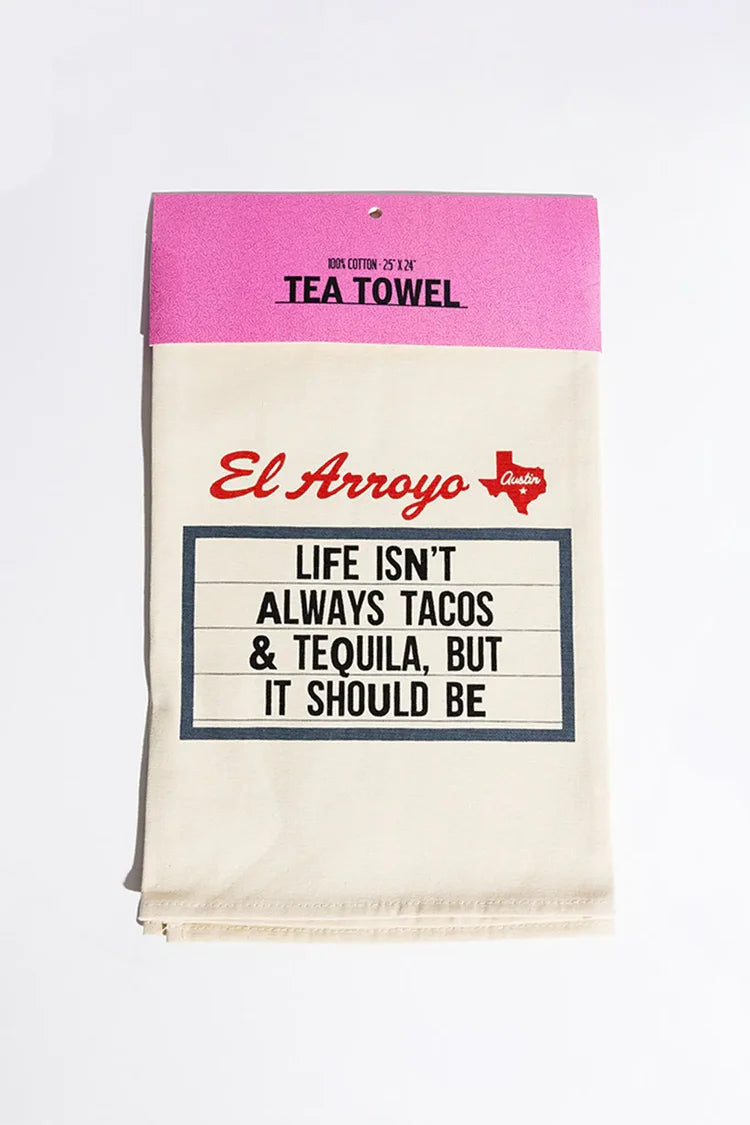 100% COTTON - 25" X 24"
TEA TOWEL
El Arroyo Austin
LIFE ISN'T
ALWAYS TACOS
& TEQUILA, BUT
IT SHOULD BE